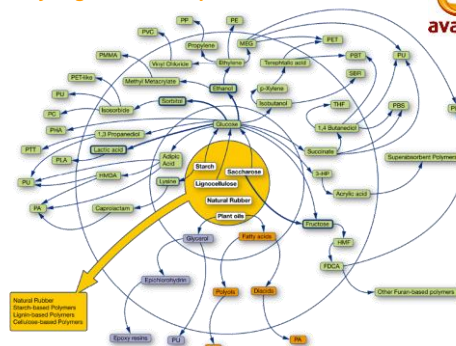 ava
PP
PE
PVC
Propylene
MEG
PET
PMMA
Vinyl Chloride
Ethylene
Terephtalic acid
PBT
PU
PET-like
Methyl Metacrylate
SBR
Ethanol
p-Xylene
PU
Sorbitol
Isobutanol
THF
PBS
PC
Isosorbide
PHA
Glucose
1,4 Butanediol
1,3 Propanediol
PTT
Lactic acid
Succinate
Superabsorbent Polymers
PLA
Adipic Acid
Starch
Saccharose
3-HP
PU
HMDA
Lignocellulose
Acrylic acid
Lysine
Natural Rubber
PA
Caprolactam
Plant oils
Fructose
Glycerol
Fatty acids
HMF
FDCA
Epichlorohydrin
Polyols
Diacids
Other Furan-based polymers
Natural Rubber
Starch-based Polymers
Lignin-based Polymers
Cellulose-based Polymers
Epoxy resins
PU
PA